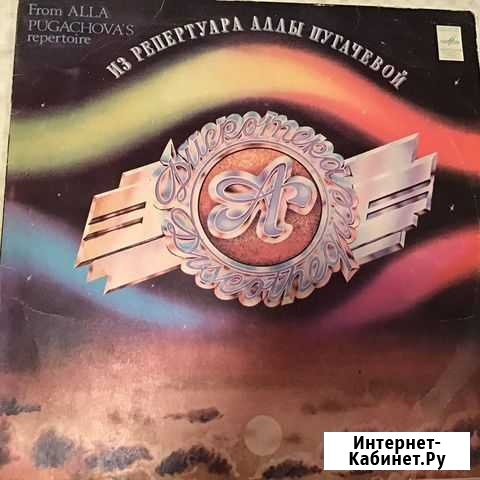 From ALLA
PUGACHOVA'S
repertoire
ИЗ РЕПЕРТУАРА АЛЛЫ ПУГАЧЕВОЙ
Дискотека
А
Discotheque
Интернет-
Кабинет.Ру